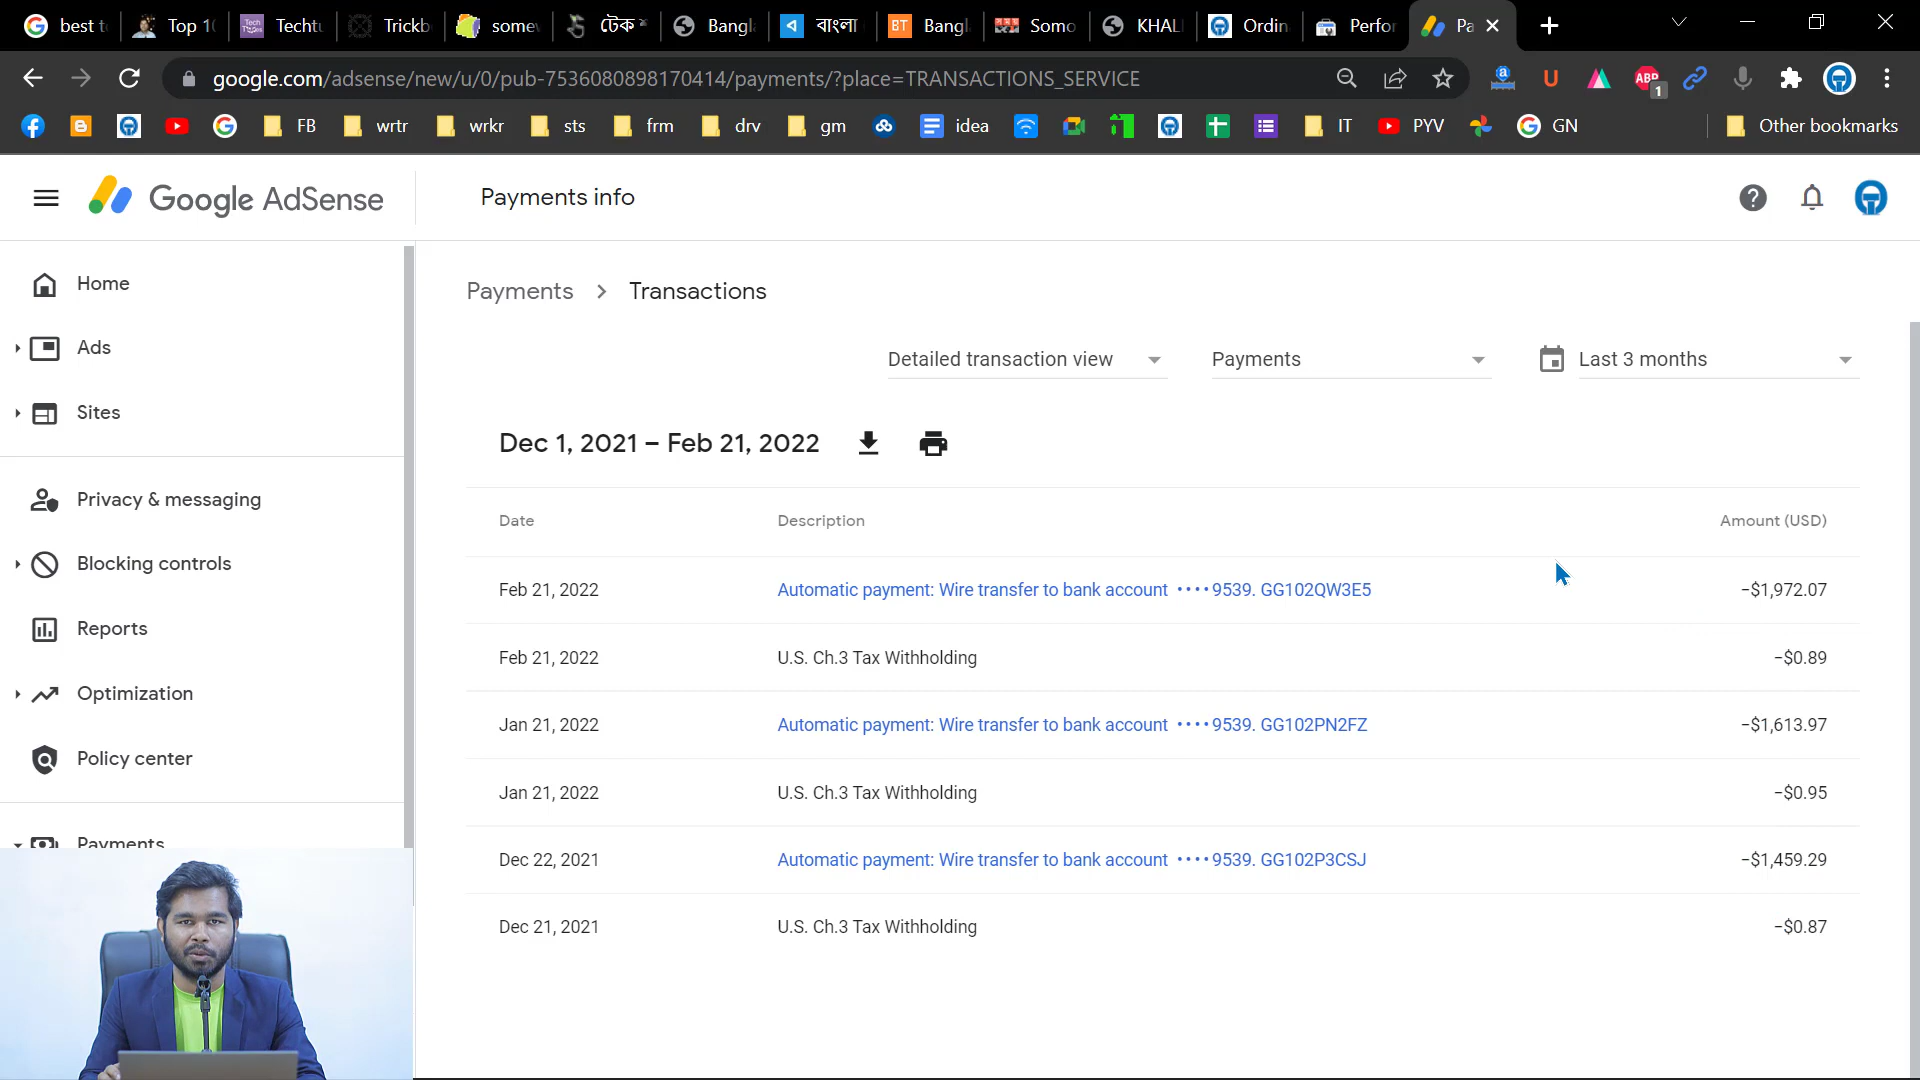 best t
Top 10
Techtu
Trickb
somev
টেক
Bangl
বাংলা
Bangl
Somo
KHALI
Ordin
Perfor
Pa
google.com/adsense/new/u/0/pub-7536080898170414/payments/?place=TRANSACTIONS_SERVICE
ABP
1
FB
wrtr
wrkr
sts
frm
drv
gm
idea
IT
PYV
GN
Other bookmarks
Google AdSense
Payments info
Home
Ads
Sites
Privacy & messaging
Blocking controls
Reports
Optimization
Policy center
Payments
Payments > Transactions
Detailed transaction view
Payments
Last 3 months
Dec 1, 2021 – Feb 21, 2022
Date Description Amount (USD)
Feb 21, 2022 Automatic payment: Wire transfer to bank account ····9539. GG102QW3E5 −$1,972.07
Feb 21, 2022 U.S. Ch.3 Tax Withholding −$0.89
Jan 21, 2022 Automatic payment: Wire transfer to bank account ····9539. GG102PN2FZ −$1,613.97
Jan 21, 2022 U.S. Ch.3 Tax Withholding −$0.95
Dec 22, 2021 Automatic payment: Wire transfer to bank account ····9539. GG102P3CSJ −$1,459.29
Dec 21, 2021 U.S. Ch.3 Tax Withholding −$0.87